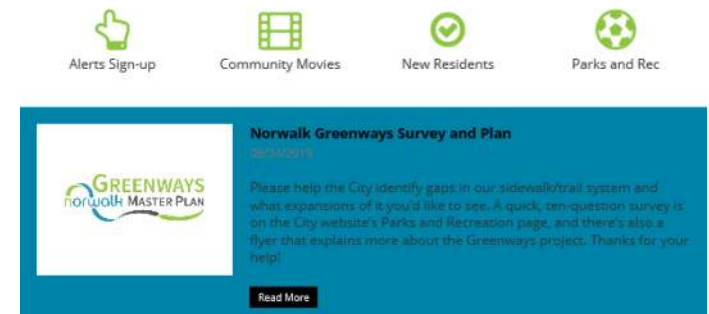 Alerts Sign-up Community Movies New Residents Parks and Rec
Norwalk Greenways Survey and Plan
GREENWAYS
norwalk MASTER PLAN
Please help the City identify gaps in our sidewalk/trail system and
what expansions of it you'd like to see. A quick, ten-question survey is
on the City website's Parks and Recreation page, and there's also a
flyer that explains more about the Greenways project. Thanks for your
help!
Read More